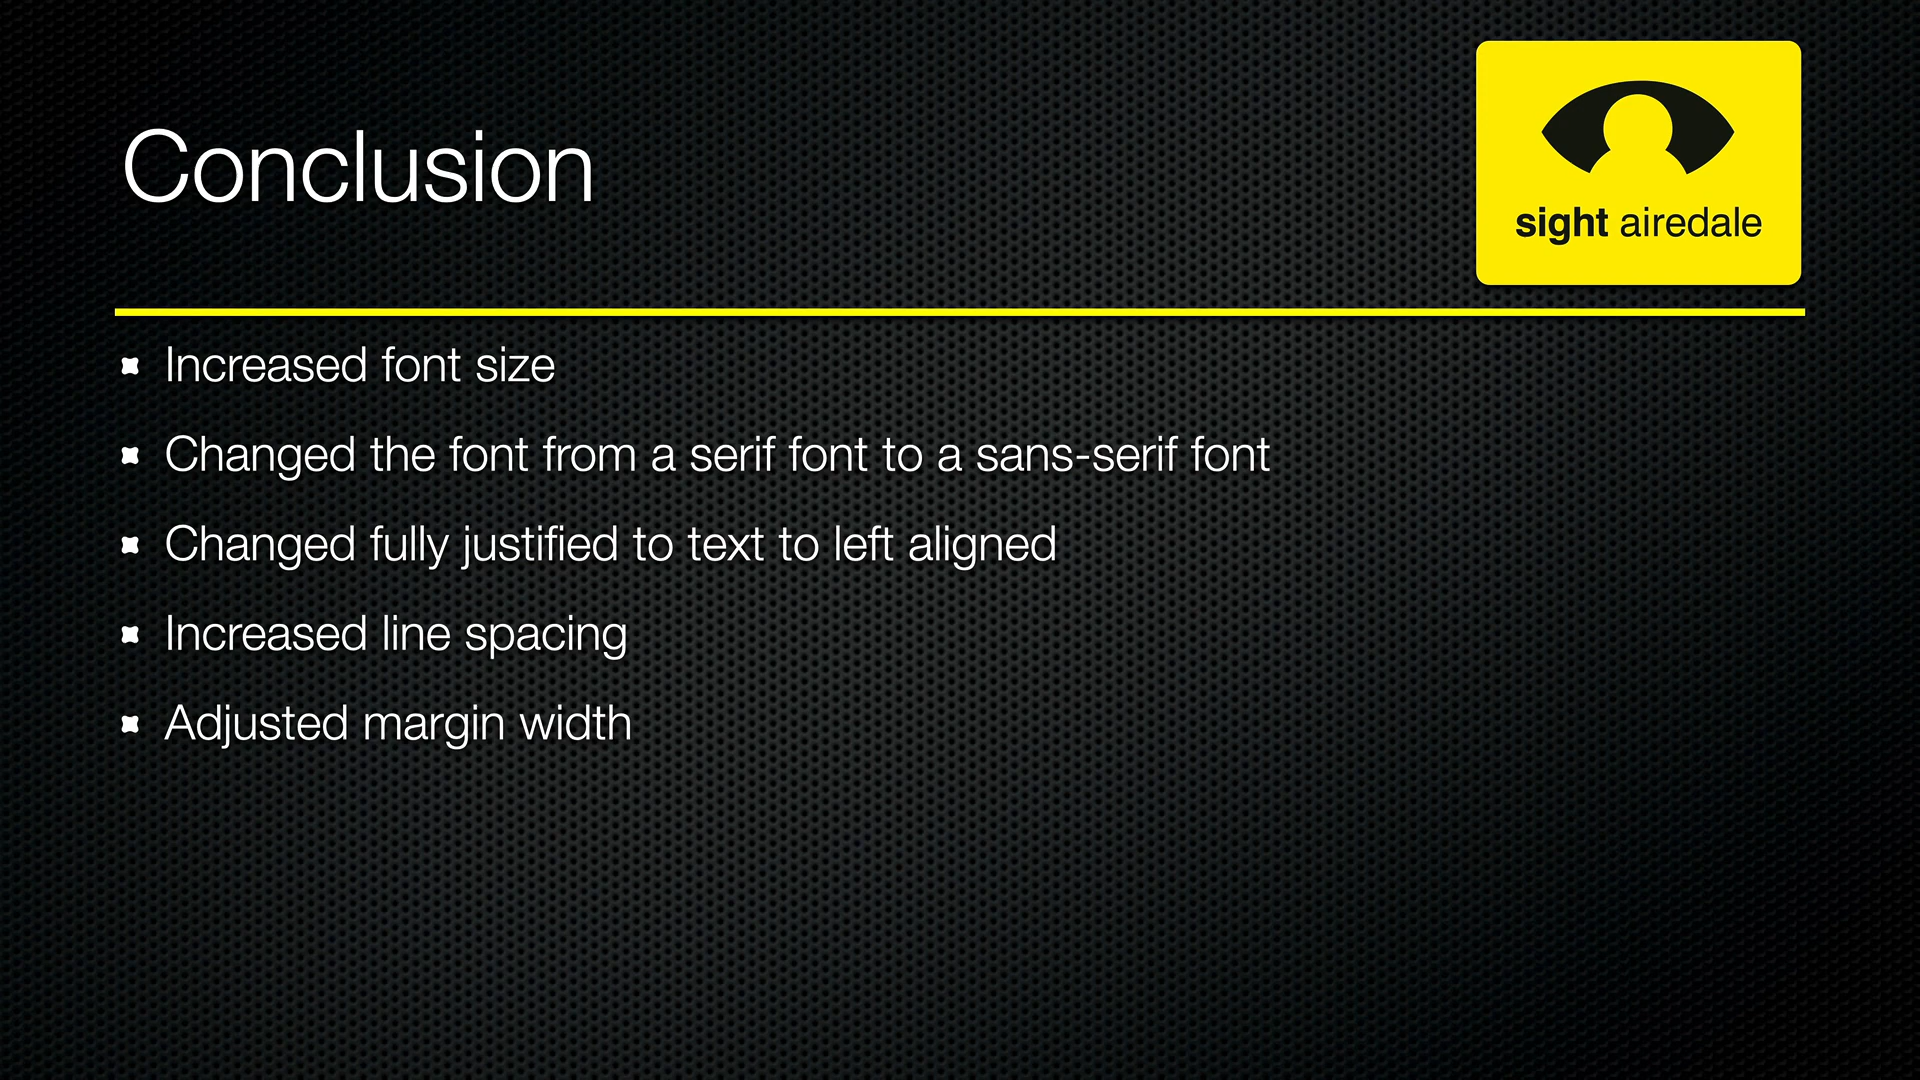 Conclusion
sight airedale
Increased font size
Changed the font from a serif font to a sans-serif font
Changed fully justified to text to left aligned
Increased line spacing
Adjusted margin width